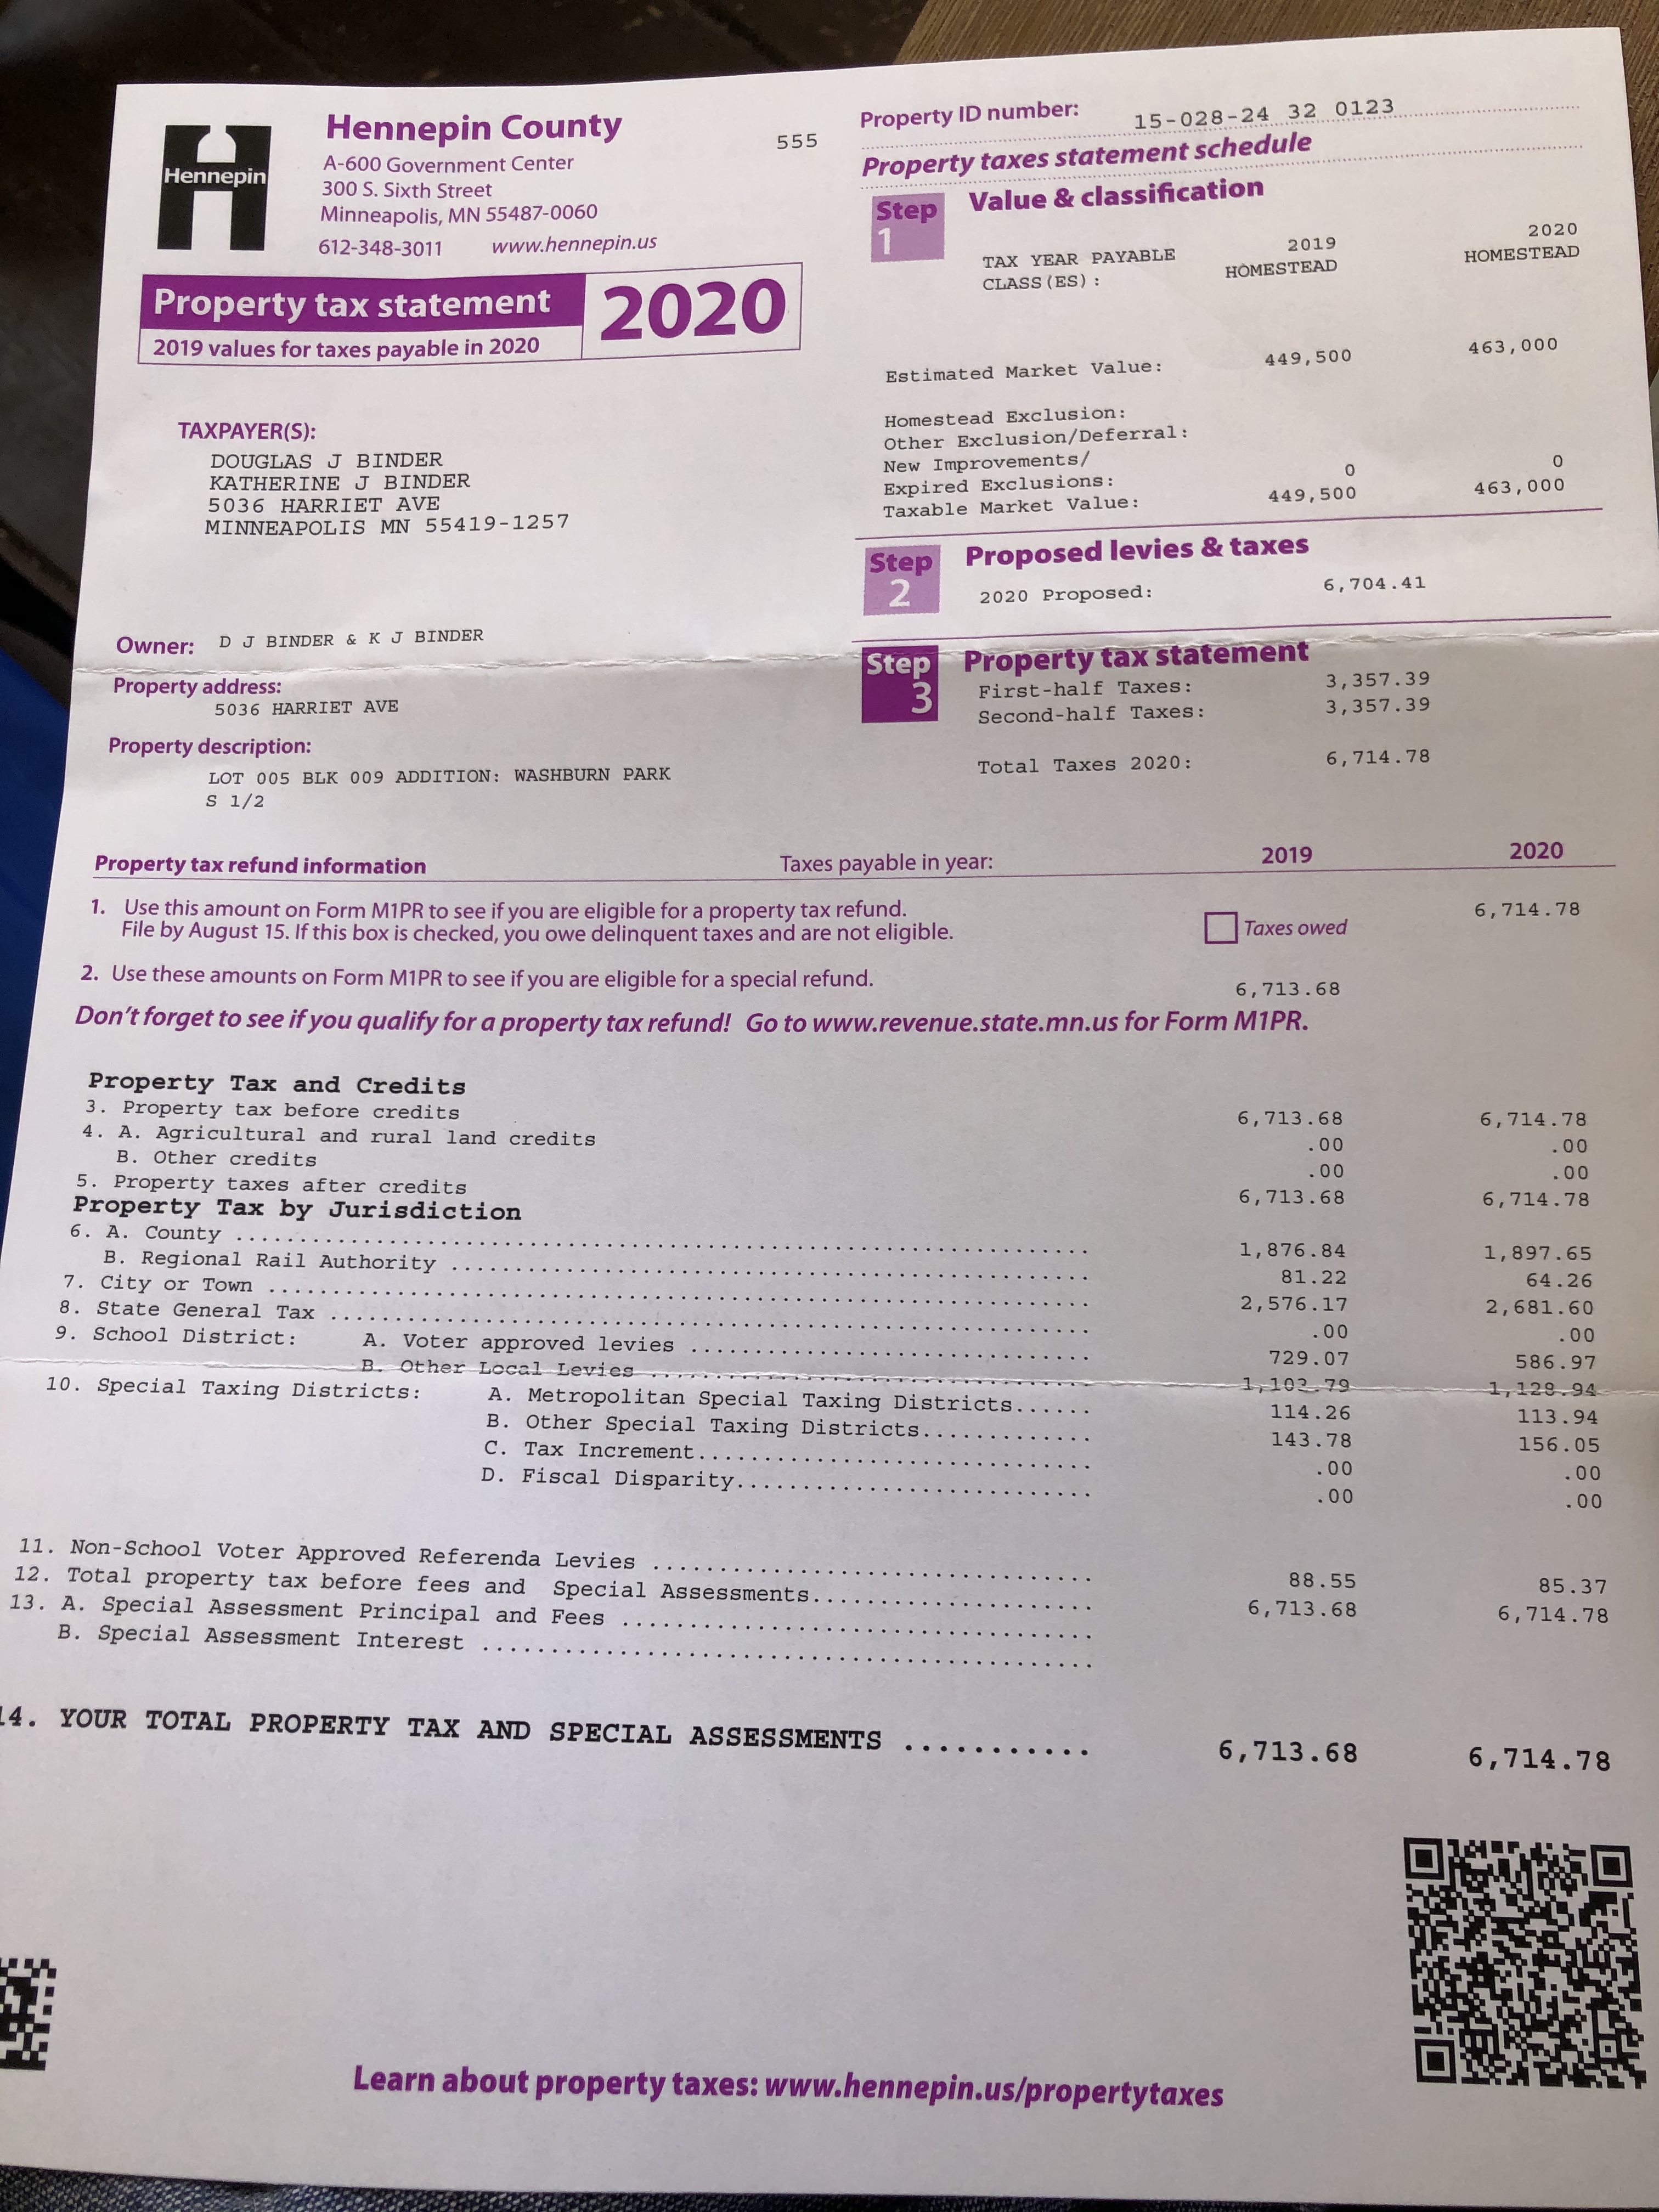 Hennepin
Hennepin County
A-600 Government Center
300 S. Sixth Street
Minneapolis, MN 55487-0060
612-348-3011 www.hennepin.us
555
Property tax statement
2019 values for taxes payable in 2020
2020
TAXPAYER(S):
DOUGLAS J BINDER
KATHERINE J BINDER
5036 HARRIET AVE
MINNEAPOLIS MN 55419-1257
Owner: D J BINDER & K J BINDER
Property address:
5036 HARRIET AVE
Property description:
LOT 005 BLK 009 ADDITION: WASHBURN PARK
S 1/2
Property ID number: 15-028-24 32 0123
Property taxes statement schedule
Step 1 Value & classification
TAX YEAR PAYABLE 2019 2020
CLASS(ES): HOMESTEAD HOMESTEAD
Estimated Market Value: 449,500 463,000
Homestead Exclusion:
Other Exclusion/Deferral:
New Improvements/
Expired Exclusions: 0 0
Taxable Market Value: 449,500 463,000
Step 2 Proposed levies & taxes
2020 Proposed: 6,704.41
Step 3 Property tax statement
First-half Taxes: 3,357.39
Second-half Taxes: 3,357.39
Total Taxes 2020: 6,714.78
Property tax refund information Taxes payable in year: 2019 2020
1. Use this amount on Form M1PR to see if you are eligible for a property tax refund. 6,714.78
File by August 15. If this box is checked, you owe delinquent taxes and are not eligible. Taxes owed
2. Use these amounts on Form M1PR to see if you are eligible for a special refund. 6,713.68
Don't forget to see if you qualify for a property tax refund! Go to www.revenue.state.mn.us for Form M1PR.
Property Tax and Credits
3. Property tax before credits 6,713.68 6,714.78
4. A. Agricultural and rural land credits .00 .00
B. Other credits .00 .00
5. Property taxes after credits 6,713.68 6,714.78
Property Tax by Jurisdiction
6. A. County 1,876.84 1,897.65
B. Regional Rail Authority 81.22 64.26
7. City or Town 2,576.17 2,681.60
8. State General Tax .00 .00
9. School District: A. Voter approved levies 729.07 586.97
B. Other Local Levies 1,103.79 1,128.94
10. Special Taxing Districts: A. Metropolitan Special Taxing Districts...... 114.26 113.94
B. Other Special Taxing Districts............. 143.78 156.05
C. Tax Increment .00 .00
D. Fiscal Disparity .00 .00
11. Non-School Voter Approved Referenda Levies 88.55 85.37
12. Total property tax before fees and Special Assessments 6,713.68 6,714.78
13. A. Special Assessment Principal and Fees
B. Special Assessment Interest
14. YOUR TOTAL PROPERTY TAX AND SPECIAL ASSESSMENTS ........... 6,713.68 6,714.78
Learn about property taxes: www.hennepin.us/propertytaxes